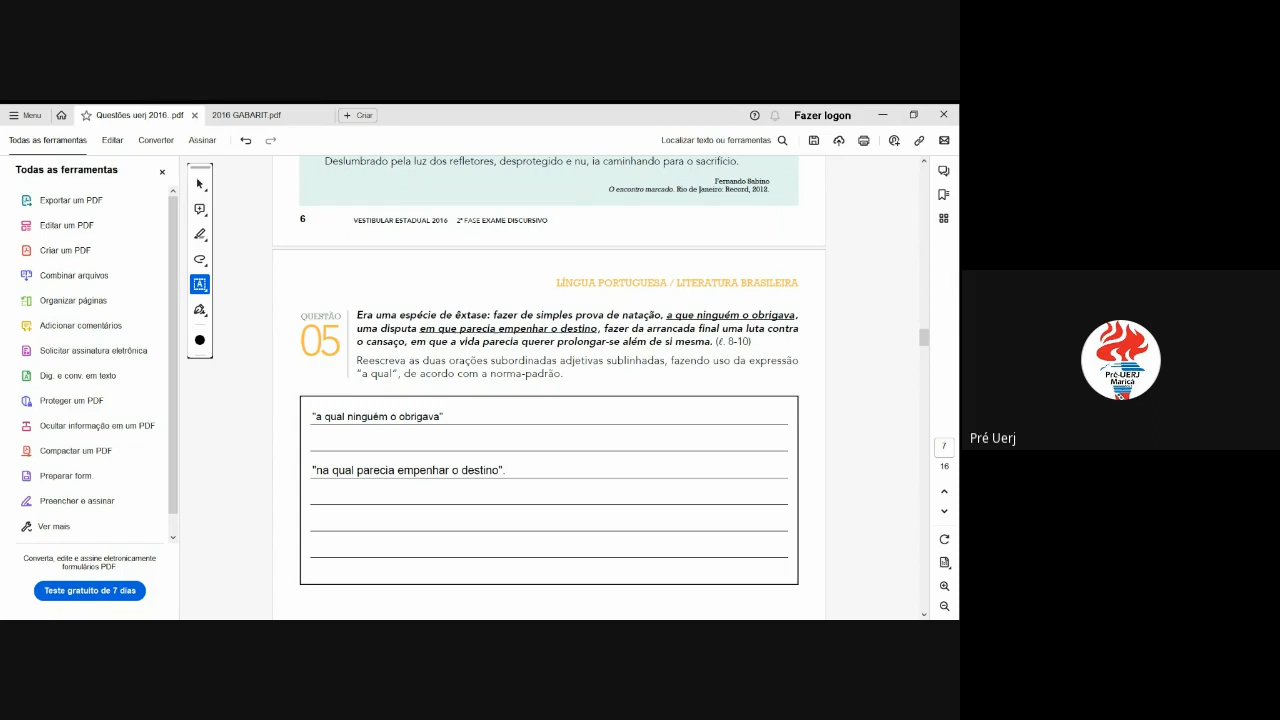 Menu
Questões uerj 2016..pdf
2016 GABARIT.pdf
Criar
Fazer logon
Todas as ferramentas
Editar
Converter
Assinar
Localizar texto ou ferramentas
Todas as ferramentas
Exportar um PDF
Editar um PDF
Criar um PDF
Combinar arquivos
Organizar páginas
Adicionar comentários
Solicitar assinatura eletrônica
Dig. e conv. em texto
Proteger um PDF
Ocultar informação em um PDF
Compactar um PDF
Preparar form.
Preencher e assinar
Ver mais
Converta, edite e assine eletronicamente
formulários PDF
Teste gratuito de 7 dias
Deslumbrado pela luz dos refletores, desprotegido e nu, ia caminhando para o sacrifício.
Fernando Sabino
O encontro marcado. Rio de Janeiro: Record, 2012.
6 VESTIBULAR ESTADUAL 2016 2ª FASE EXAME DISCURSIVO
LÍNGUA PORTUGUESA / LITERATURA BRASILEIRA
QUESTÃO
05
Era uma espécie de êxtase: fazer de simples prova de natação, a que ninguém o obrigava,
uma disputa em que parecia empenhar o destino, fazer da arrancada final uma luta contra
o cansaço, em que a vida parecia querer prolongar-se além de si mesma. (ℓ. 8-10)
Reescreva as duas orações subordinadas adjetivas sublinhadas, fazendo uso da expressão
"a qual", de acordo com a norma-padrão.
"a qual ninguém o obrigava"
"na qual parecia empenhar o destino".
7
16
Pré-UERJ
Maricá
Pré Uerj